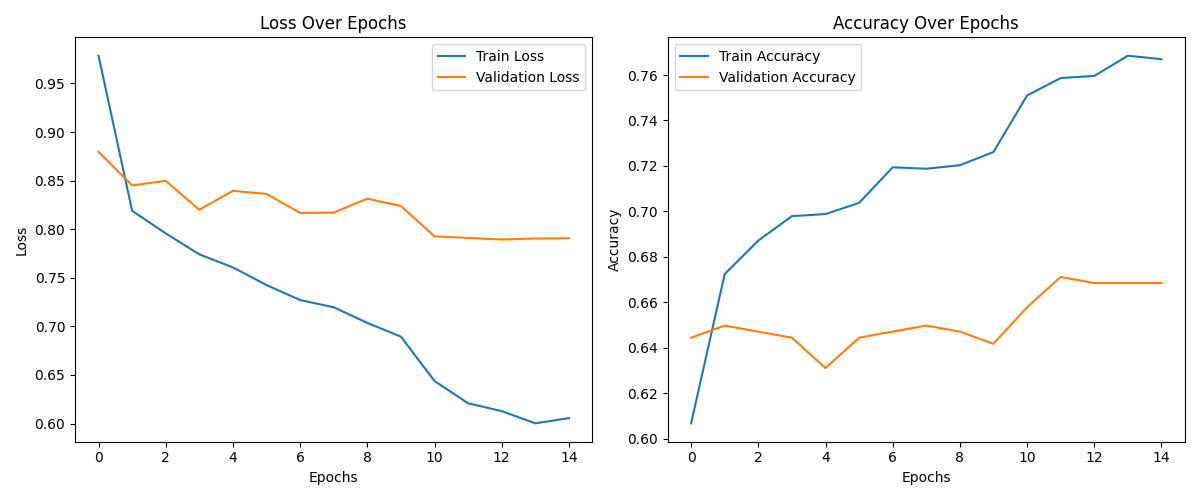 Loss Over Epochs
Train Loss
Validation Loss
0.95
0.90
0.85
0.80
0.75
0.70
0.65
0.60
Loss
0 2 4 6 8 10 12 14
Epochs
Accuracy Over Epochs
Train Accuracy
Validation Accuracy
0.76
0.74
0.72
0.70
0.68
0.66
0.64
0.62
0.60
Accuracy
0 2 4 6 8 10 12 14
Epochs